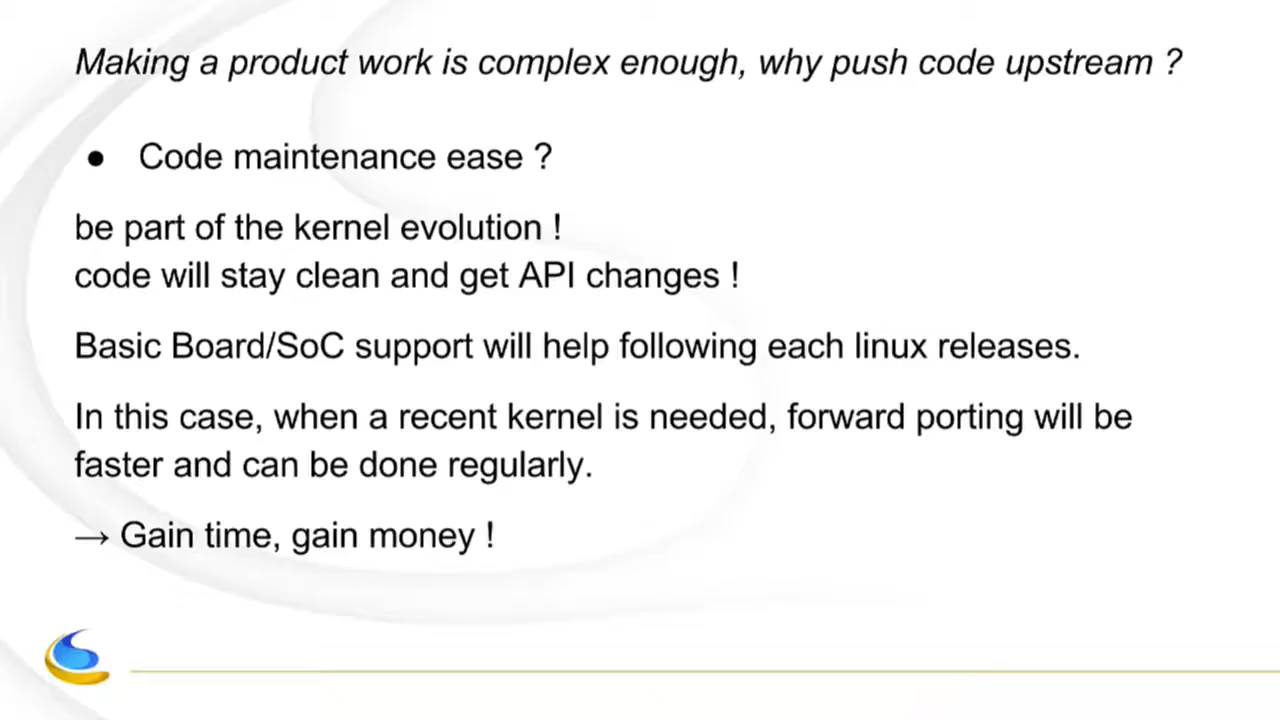 Making a product work is complex enough, why push code upstream ?
● Code maintenance ease ?
be part of the kernel evolution !
code will stay clean and get API changes !
Basic Board/SoC support will help following each linux releases.
In this case, when a recent kernel is needed, forward porting will be
faster and can be done regularly.
→ Gain time, gain money !